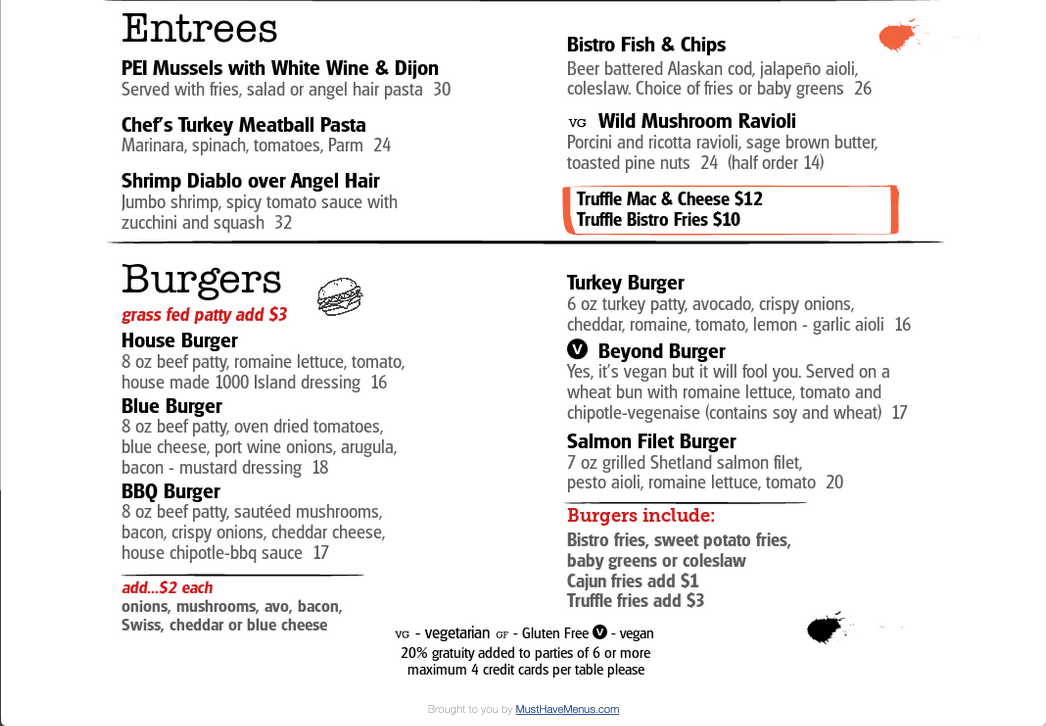 Entrees
PEI Mussels with White Wine & Dijon
Served with fries, salad or angel hair pasta 30
Chef's Turkey Meatball Pasta
Marinara, spinach, tomatoes, Parm 24
Shrimp Diablo over Angel Hair
Jumbo shrimp, spicy tomato sauce with
zucchini and squash 32
Bistro Fish & Chips
Beer battered Alaskan cod, jalapeño aioli,
coleslaw. Choice of fries or baby greens 26
VG Wild Mushroom Ravioli
Porcini and ricotta ravioli, sage brown butter,
toasted pine nuts 24 (half order 14)
Truffle Mac & Cheese $12
Truffle Bistro Fries $10
Burgers
grass fed patty add $3
House Burger
8 oz beef patty, romaine lettuce, tomato,
house made 1000 Island dressing 16
Blue Burger
8 oz beef patty, oven dried tomatoes,
blue cheese, port wine onions, arugula,
bacon - mustard dressing 18
BBQ Burger
8 oz beef patty, sautéed mushrooms,
bacon, crispy onions, cheddar cheese,
house chipotle-bbq sauce 17
add...$2 each
onions, mushrooms, avo, bacon,
Swiss, cheddar or blue cheese
Turkey Burger
6 oz turkey patty, avocado, crispy onions,
cheddar, romaine, tomato, lemon - garlic aioli 16
V Beyond Burger
Yes, it's vegan but it will fool you. Served on a
wheat bun with romaine lettuce, tomato and
chipotle-vegenaise (contains soy and wheat) 17
Salmon Filet Burger
7 oz grilled Shetland salmon filet,
pesto aioli, romaine lettuce, tomato 20
Burgers include:
Bistro fries, sweet potato fries,
baby greens or coleslaw
Cajun fries add $1
Truffle fries add $3
VG - vegetarian GF - Gluten Free V - vegan
20% gratuity added to parties of 6 or more
maximum 4 credit cards per table please
Brought to you by MustHaveMenus.com